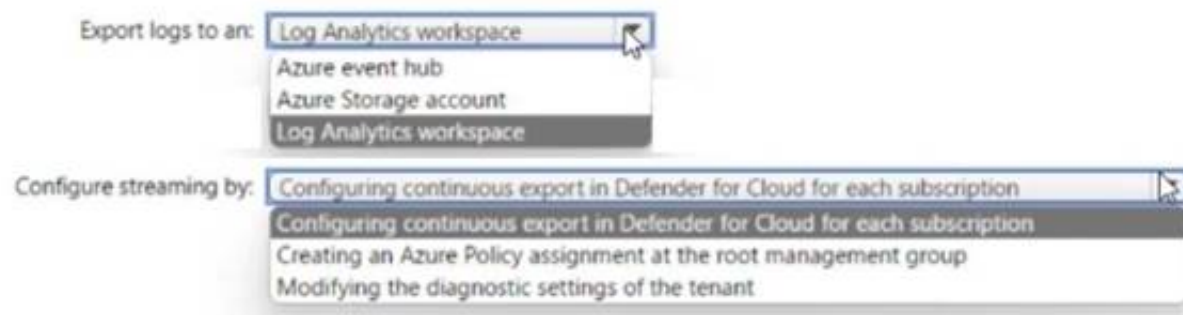 Export logs to an: Log Analytics workspace
Azure event hub
Azure Storage account
Log Analytics workspace
Configure streaming by: Configuring continuous export in Defender for Cloud for each subscription
Configuring continuous export in Defender for Cloud for each subscription
Creating an Azure Policy assignment at the root management group
Modifying the diagnostic settings of the tenant